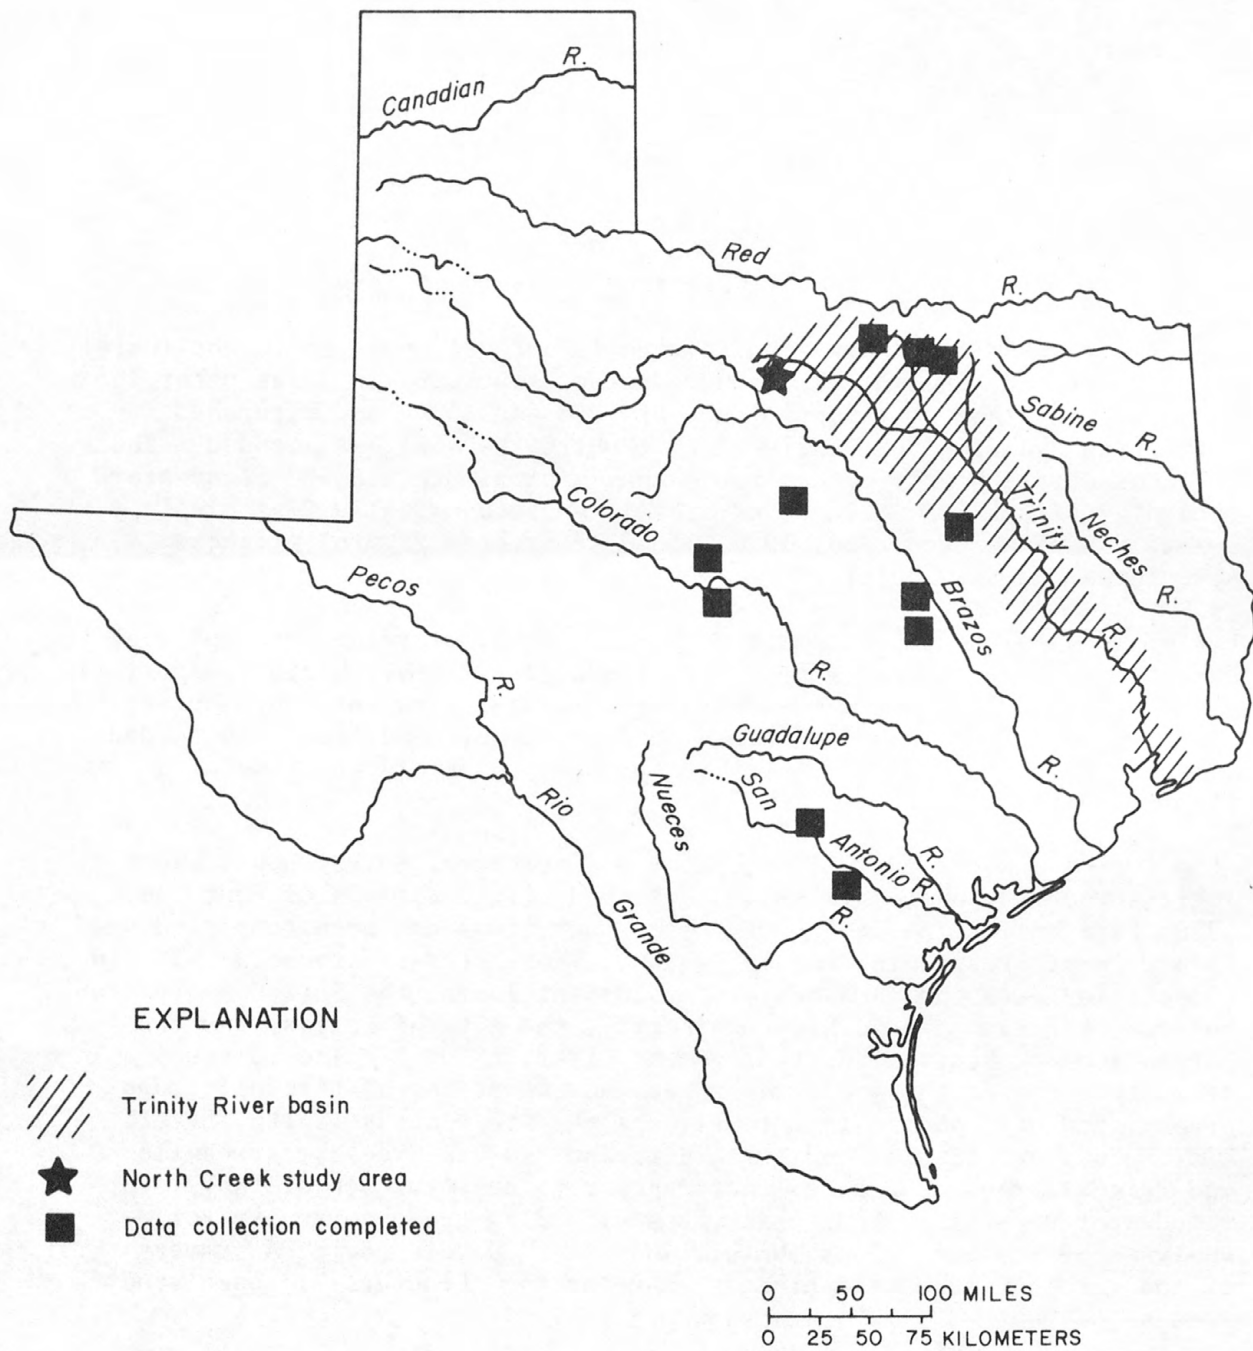 Canadian R.
Red R.
Sabine R.
Trinity R.
Neches R.
Colorado R.
Brazos R.
Pecos R.
Guadalupe R.
San Antonio R.
Nueces R.
Rio Grande
EXPLANATION
Trinity River basin
North Creek study area
Data collection completed
0 50 100 MILES
0 25 50 75 KILOMETERS